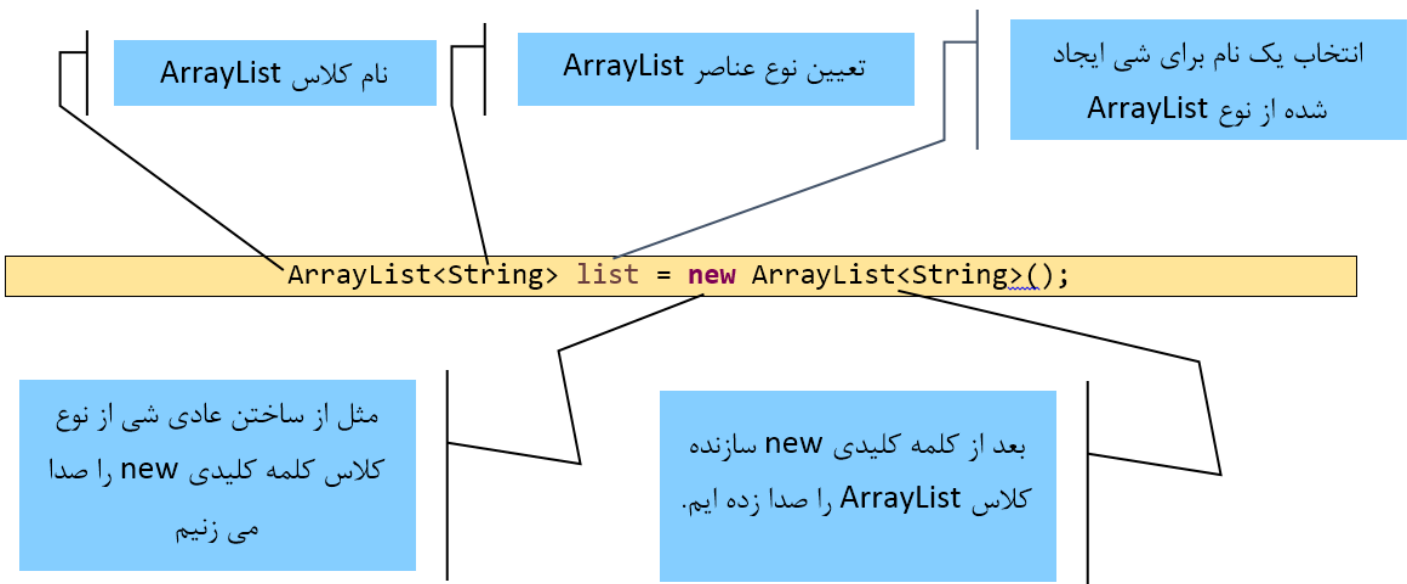 نام کلاس ArrayList
تعیین نوع عناصر ArrayList
انتخاب یک نام برای شی ایجاد
شده از نوع ArrayList
ArrayList<String> list = new ArrayList<String>();
مثل از ساختن عادی شی از نوع
کلاس کلمه کلیدی new را صدا
می زنیم
بعد از کلمه کلیدی new سازنده
کلاس ArrayList را صدا زده ایم.